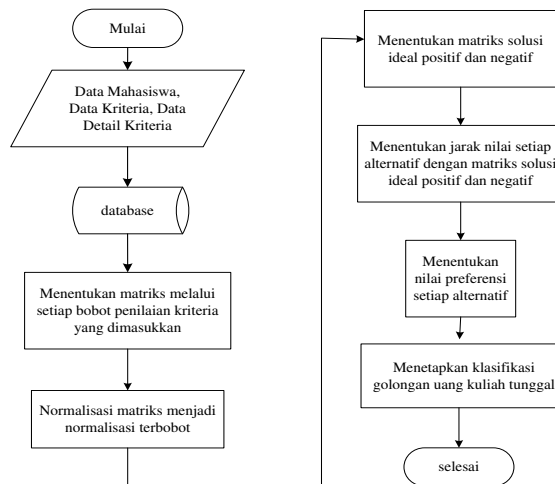 Mulai
Data Mahasiswa,
Data Kriteria, Data
Detail Kriteria
database
Menentukan matriks melalui
setiap bobot penilaian kriteria
yang dimasukkan
Normalisasi matriks menjadi
normalisasi terbobot
Menentukan matriks solusi
ideal positif dan negatif
Menentukan jarak nilai setiap
alternatif dengan matriks solusi
ideal positif dan negatif
Menentukan
nilai preferensi
setiap alternatif
Menetapkan klasifikasi
golongan uang kuliah tunggal
selesai